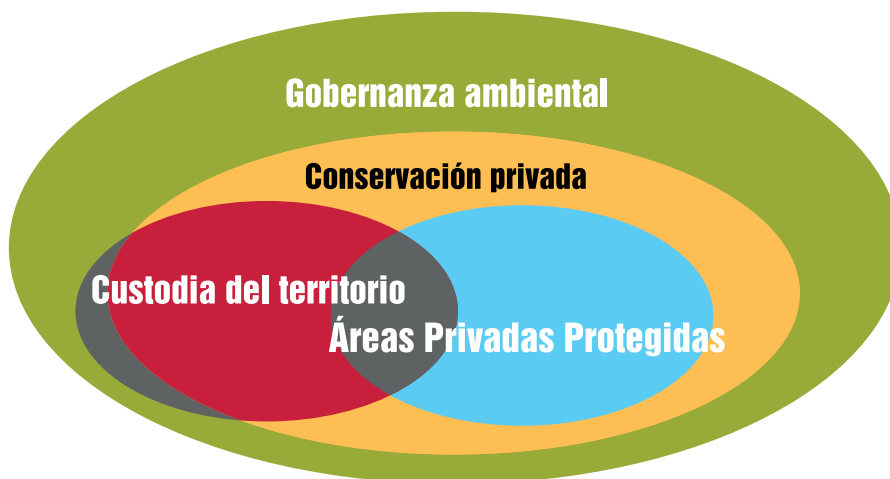 Gobernanza ambiental
Conservación privada
Custodia del territorio
Áreas Privadas Protegidas